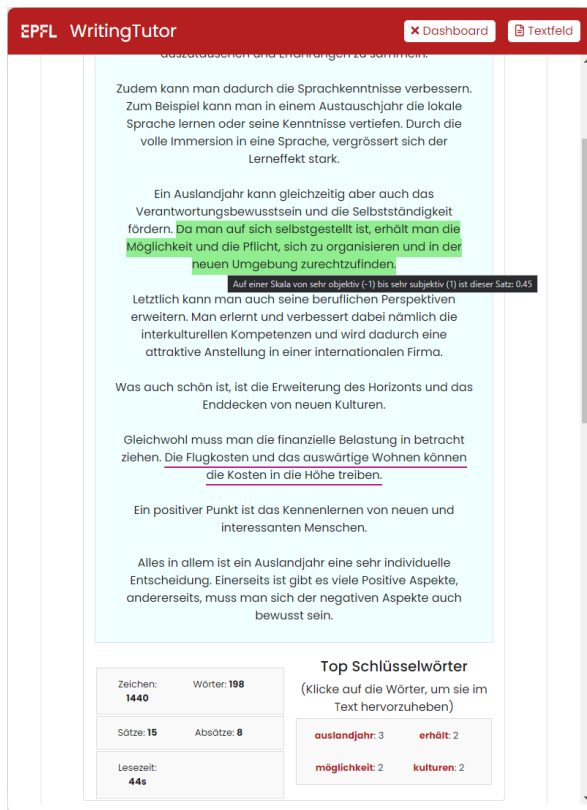 EPFL WritingTutor
Dashboard
Textfeld
auszutauschen und Erfahrungen zu sammeln.
Zudem kann man dadurch die Sprachkenntnisse verbessern.
Zum Beispiel kann man in einem Austauschjahr die lokale
Sprache lernen oder seine Kenntnisse vertiefen. Durch die
volle Immersion in eine Sprache, vergrössert sich der
Lerneffekt stark.
Ein Auslandjahr kann gleichzeitig aber auch das
Verantwortungsbewusstsein und die Selbstständigkeit
fördern. Da man auf sich selbstgestellt ist, erhält man die
Möglichkeit und die Pflicht, sich zu organisieren und in der
neuen Umgebung zurechtzufinden.
Auf einer Skala von sehr objektiv (-1) bis sehr subjektiv (1) ist dieser Satz: 0.45
Letztlich kann man auch seine beruflichen Perspektiven
erweitern. Man erlernt und verbessert dabei nämlich die
interkulturellen Kompetenzen und wird dadurch eine
attraktive Anstellung in einer internationalen Firma.
Was auch schön ist, ist die Erweiterung des Horizonts und das
Enddecken von neuen Kulturen.
Gleichwohl muss man die finanzielle Belastung in betracht
ziehen. Die Flugkosten und das auswärtige Wohnen können
die Kosten in die Höhe treiben.
Ein positiver Punkt ist das Kennenlernen von neuen und
interessanten Menschen.
Alles in allem ist ein Auslandjahr eine sehr individuelle
Entscheidung. Einerseits ist gibt es viele Positive Aspekte,
andererseits, muss man sich der negativen Aspekte auch
bewusst sein.
Zeichen:
1440
Wörter: 198
Sätze: 15
Absätze: 8
Lesezeit:
44s
Top Schlüsselwörter
(Klicke auf die Wörter, um sie im
Text hervorzuheben)
auslandjahr: 3
erhält: 2
möglichkeit: 2
kulturen: 2